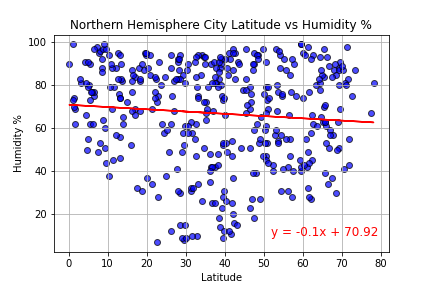 Northern Hemisphere City Latitude vs Humidity %
100
80
60
40
20
Humidity %
y = -0.1x + 70.92
0 10 20 30 40 50 60 70 80
Latitude